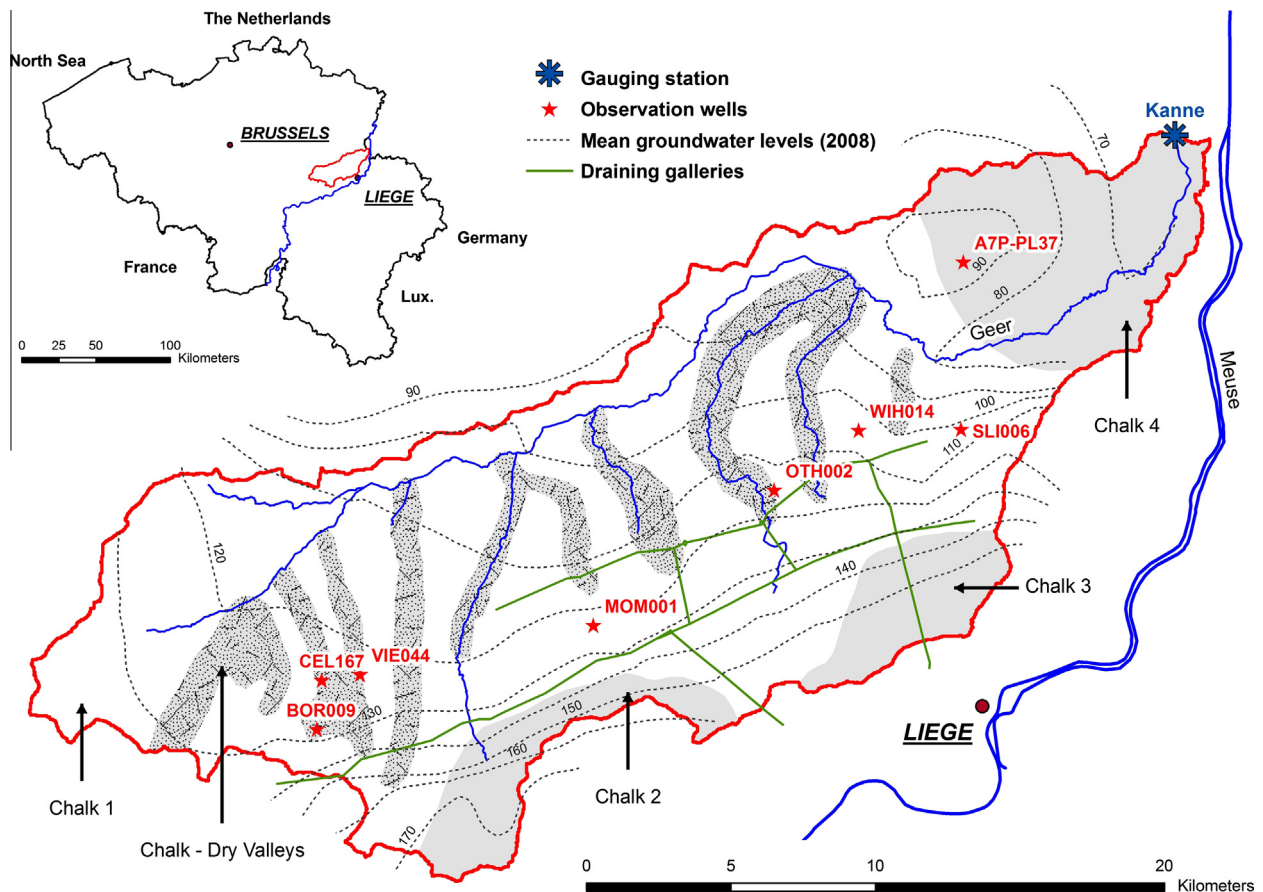 The Netherlands
North Sea
BRUSSELS
LIEGE
Germany
France
Lux.
0 25 50 100 Kilometers
Gauging station
Observation wells
Mean groundwater levels (2008)
Draining galleries
Kanne
70
A7P-PL37
90
80
Geer
Meuse
90
100
WIH014
SLI006
Chalk 4
110
OTH002
120
140
Chalk 3
MOM001
CEL167
VIE044
BOR009
130
150
160
LIEGE
Chalk 1
Chalk 2
170
Chalk - Dry Valleys
0 5 10 20
Kilometers